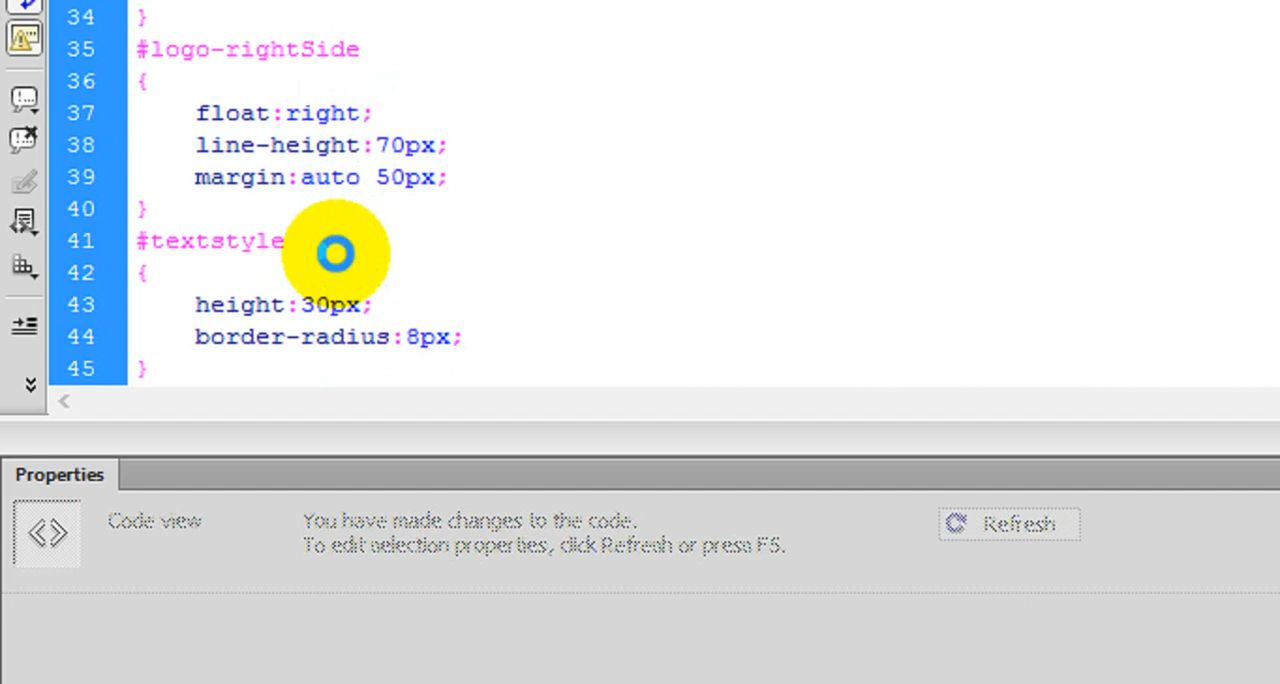 34 }
35 #logo-rightSide
36 {
37 float:right;
38 line-height:70px;
39 margin:auto 50px;
40 }
41 #textstyle
42 {
43 height:30px;
44 border-radius:8px;
45 }
Properties
Code view
You have made changes to the code.
To edit selection properties, click Refresh or press F5.
Refresh